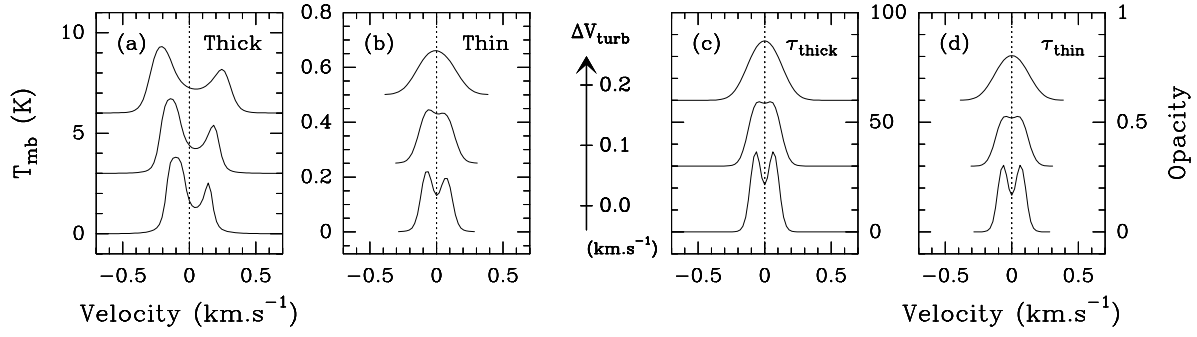 10
5
0
T_mb (K)
(a) Thick
−0.5 0 0.5
Velocity (km.s⁻¹)
0.8
0.6
0.4
0.2
0
(b) Thin
−0.5 0 0.5
ΔV_turb
0.2
0.1
0.0
(km.s⁻¹)
(c) τ_thick
−0.5 0 0.5
100
50
0
(d) τ_thin
−0.5 0 0.5
Velocity (km.s⁻¹)
1
0.5
0
Opacity